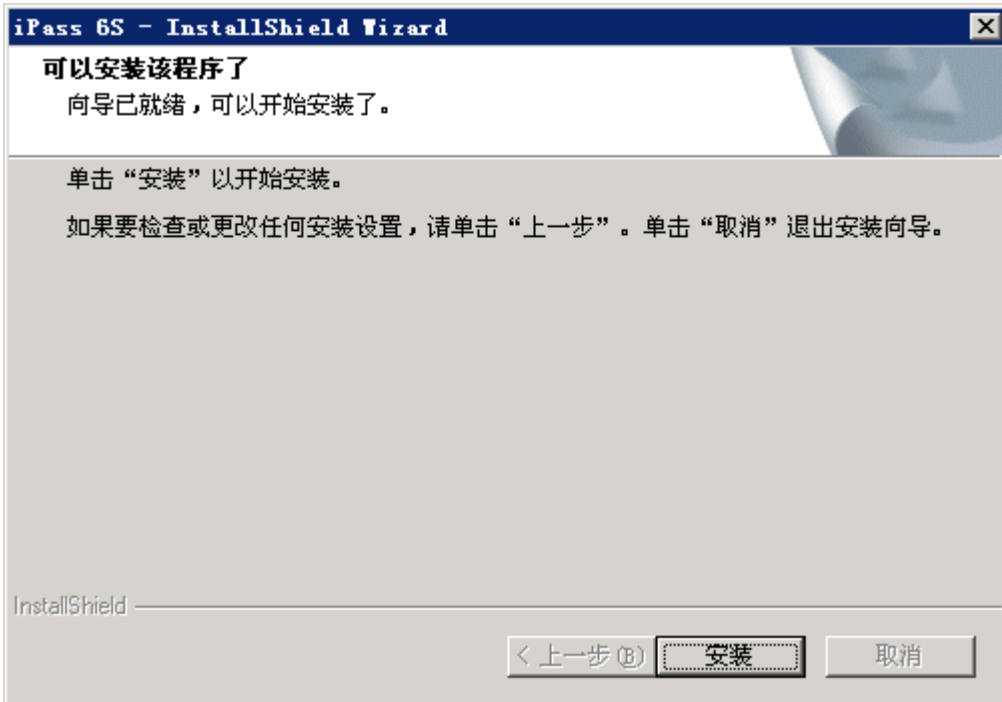 iPass 6S - InstallShield Wizard
可以安装该程序了
向导已就绪，可以开始安装了。
单击“安装”以开始安装。
如果要检查或更改任何安装设置，请单击“上一步”。单击“取消”退出安装向导。
InstallShield
< 上一步(B)
安装
取消